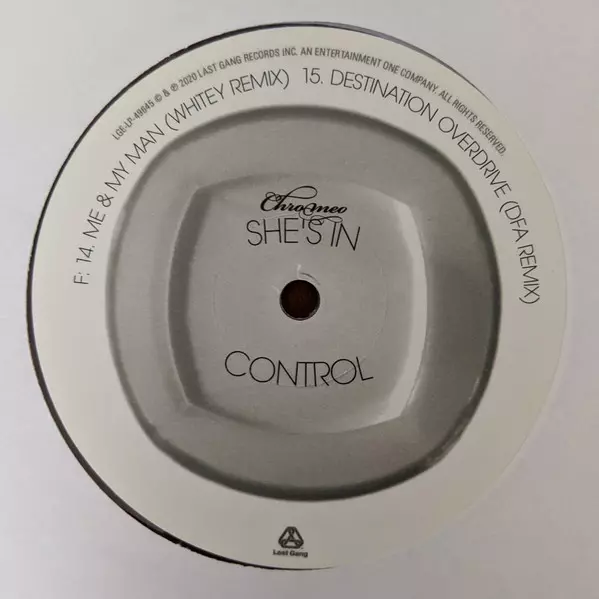 LGE-LP-49645 © & ℗ 2020 LAST GANG RECORDS INC. AN ENTERTAINMENT ONE COMPANY. ALL RIGHTS RESERVED.
F: 14. ME & MY MAN (WHITEY REMIX) 15. DESTINATION OVERDRIVE (DFA REMIX)
Chromeo
SHE'S IN
CONTROL
Last Gang